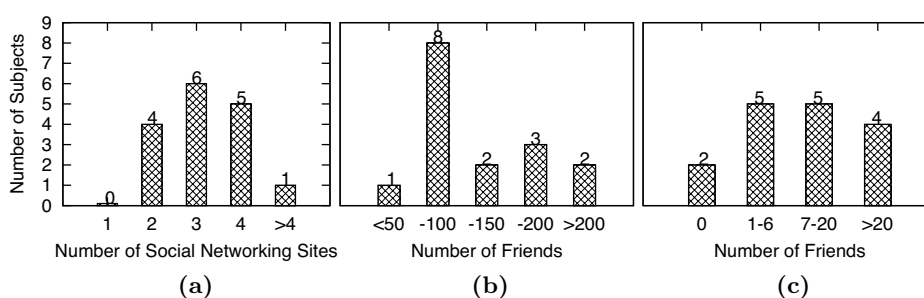 Number of Subjects
9
8
7
6
5
4
3
2
1
0
0
4
6
5
1
1 2 3 4 >4
Number of Social Networking Sites
(a)
1
8
2
3
2
<50 -100 -150 -200 >200
Number of Friends
(b)
2
5
5
4
0 1-6 7-20 >20
Number of Friends
(c)